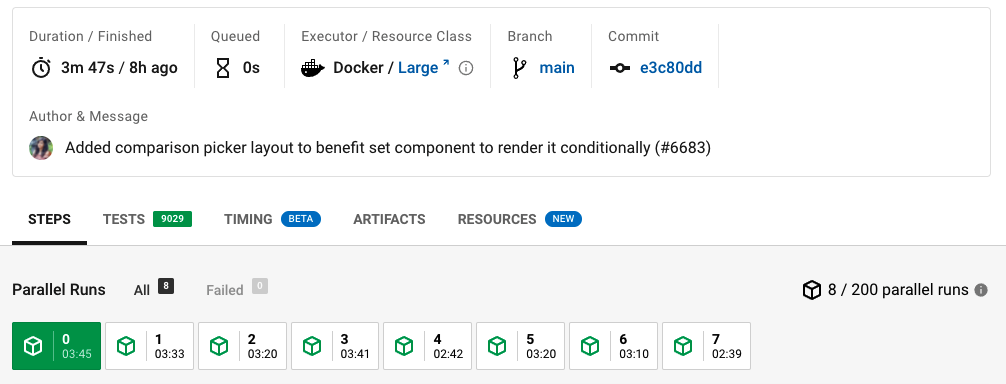 Duration / Finished Queued Executor / Resource Class Branch Commit
3m 47s / 8h ago 0s Docker / Large main e3c80dd
Author & Message
Added comparison picker layout to benefit set component to render it conditionally (#6683)
STEPS TESTS 9029 TIMING BETA ARTIFACTS RESOURCES NEW
Parallel Runs All 8 Failed 0 8 / 200 parallel runs
0 1 2 3 4 5 6 7
03:45 03:33 03:20 03:41 02:42 03:20 03:10 02:39